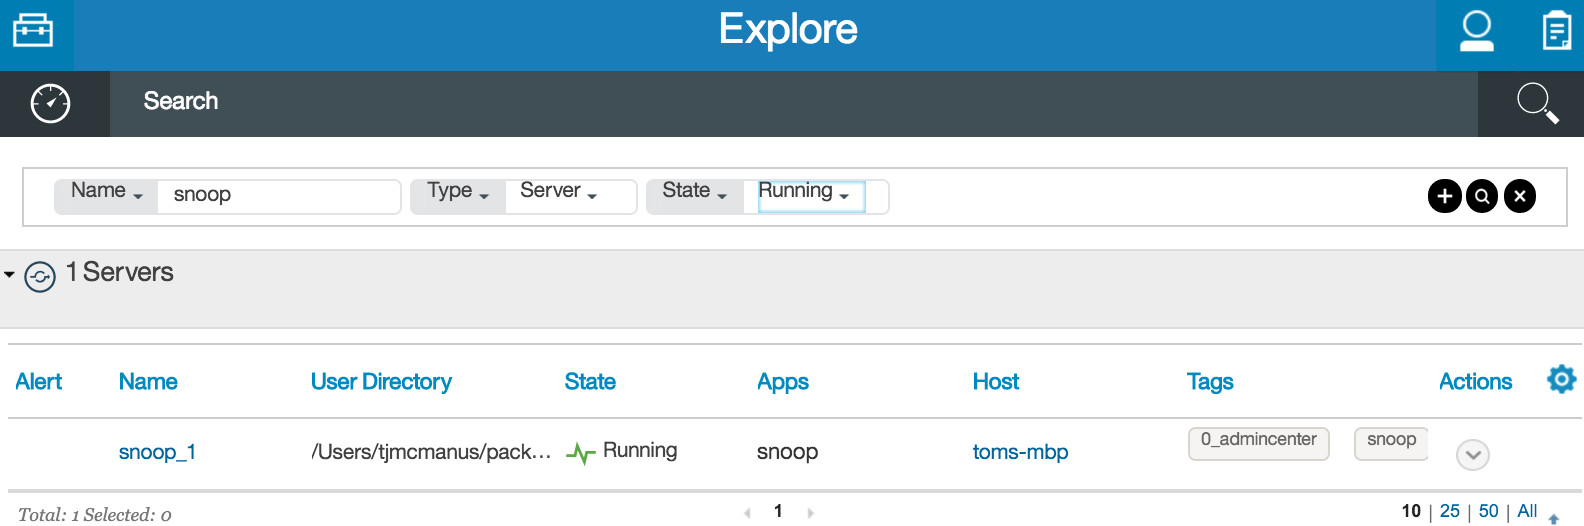 Explore
Search
Name snoop Type Server State Running
1 Servers
Alert Name User Directory State Apps Host Tags Actions
snoop_1 /Users/tjmcmanus/pack... Running snoop toms-mbp 0_admincenter snoop
Total: 1 Selected: 0 1 10 | 25 | 50 | All